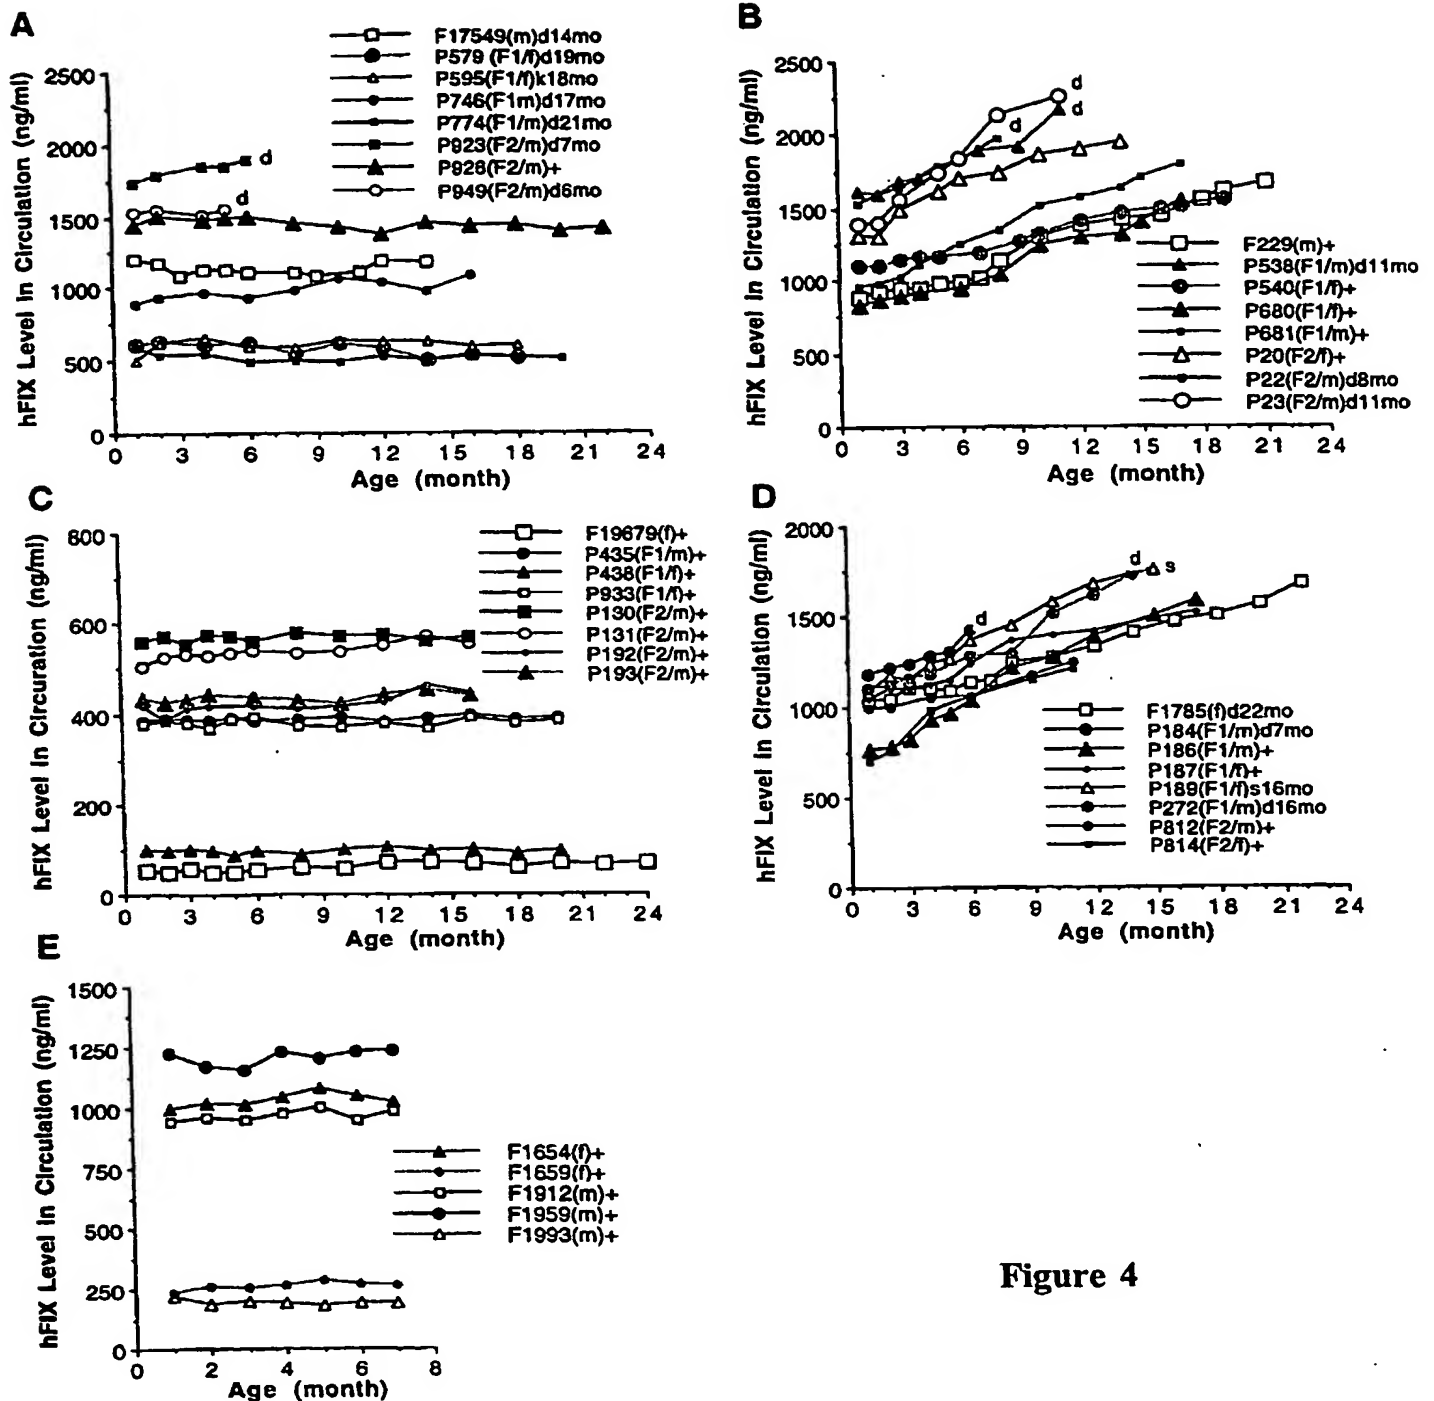 A
F17549(m)d14mo
P579 (F1/f)d19mo
P595(F1/f)k18mo
P746(F1m)d17mo
P774(F1/m)d21mo
P923(F2/m)d7mo
P928(F2/m)+
P949(F2/m)d6mo
hFIX Level In Circulation (ng/ml)
2500
2000
1500
1000
500
0
d
d
0 3 6 9 12 15 18 21 24
Age (month)
B
hFIX Level In Circulation (ng/ml)
2500
2000
1500
1000
500
0
d
d
d
F229(m)+
P538(F1/m)d11mo
P540(F1/f)+
P680(F1/f)+
P681(F1/m)+
P20(F2/f)+
P22(F2/m)d8mo
P23(F2/m)d11mo
0 3 6 9 12 15 18 21 24
Age (month)
C
hFIX Level In Circuration (ng/ml)
800
600
400
200
0
F19679(f)+
P435(F1/m)+
P438(F1/f)+
P933(F1/f)+
P130(F2/m)+
P131(F2/m)+
P192(F2/m)+
P193(F2/m)+
0 3 6 9 12 15 18 21 24
Age (month)
D
hFIX Level In Circulation (ng/ml)
2000
1500
1000
500
0
d
d
s
F1785(f)d22mo
P184(F1/m)d7mo
P186(F1/m)+
P187(F1/f)+
P189(F1/f)s16mo
P272(F1/m)d16mo
P812(F2/m)+
P814(F2/f)+
0 3 6 9 12 15 18 21 24
Age (month)
E
hFIX Level In Circulation (ng/ml)
1500
1250
1000
750
500
250
0
F1654(f)+
F1659(f)+
F1912(m)+
F1959(m)+
F1993(m)+
0 2 4 6 8
Age (month)
Figure 4